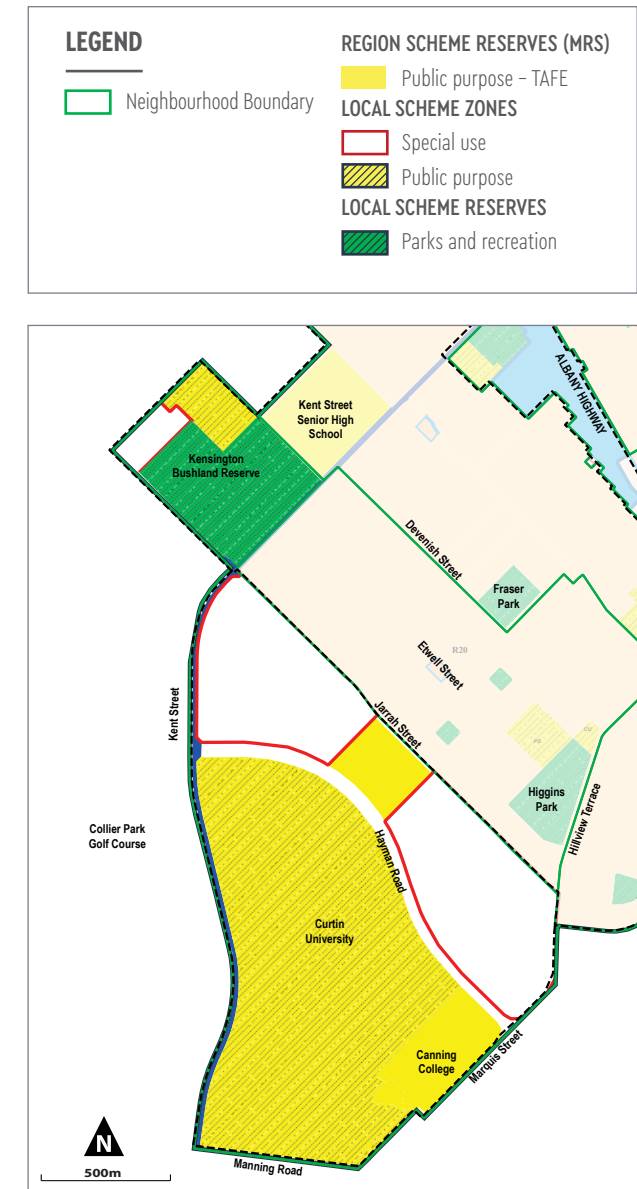 LEGEND
Neighbourhood Boundary
REGION SCHEME RESERVES (MRS)
Public purpose – TAFE
LOCAL SCHEME ZONES
Special use
Public purpose
LOCAL SCHEME RESERVES
Parks and recreation
ALBANY HIGHWAY
Kent Street
Senior High
School
Kensington
Bushland Reserve
Devenish Street
Fraser
Park
Etwell Street
R20
Jarrah Street
Kent Street
PS
CU
Higgins
Park
Hillview Terrace
Collier Park
Golf Course
Hayman Road
Curtin
University
Canning
College
Marquis Street
N
500m
Manning Road